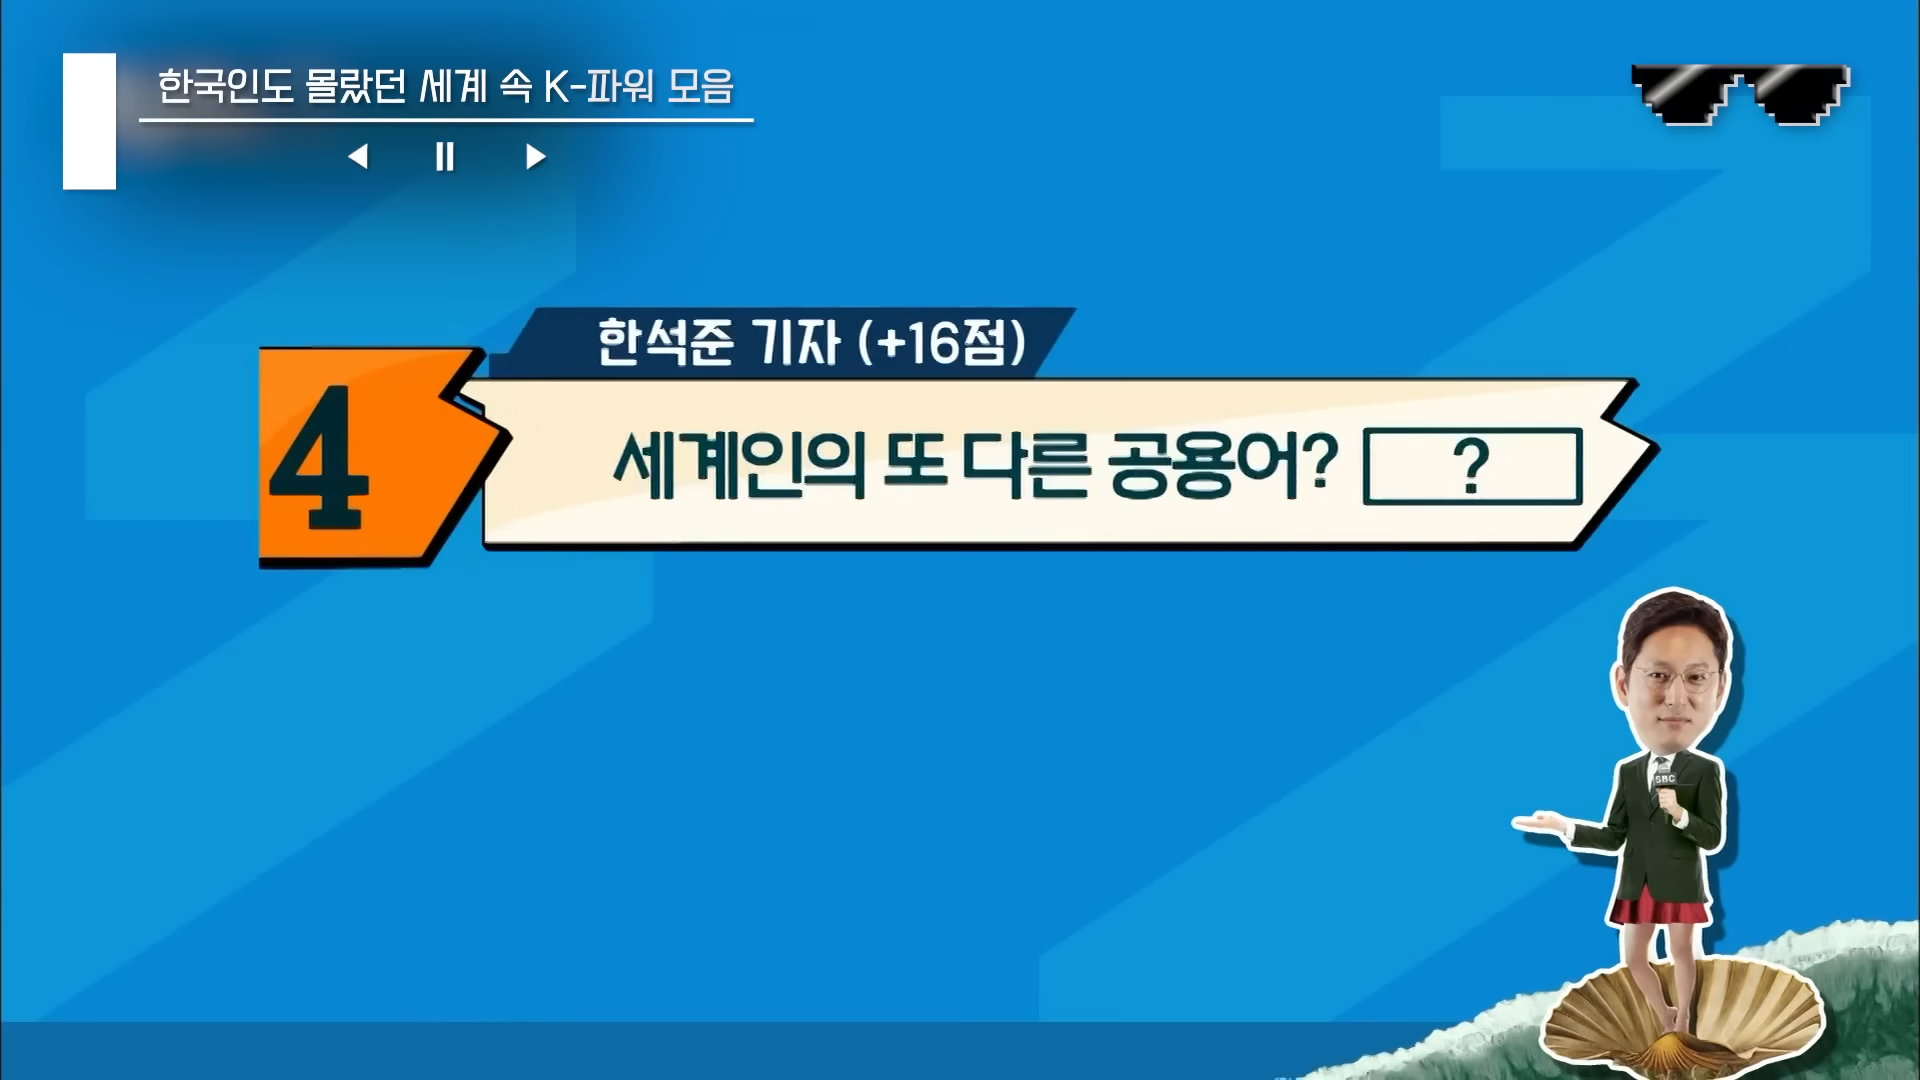 한국인도 몰랐던 세계 속 K-파워 모음
한석준 기자 (+16점)
4
세계인의 또 다른 공용어? ?
SBC